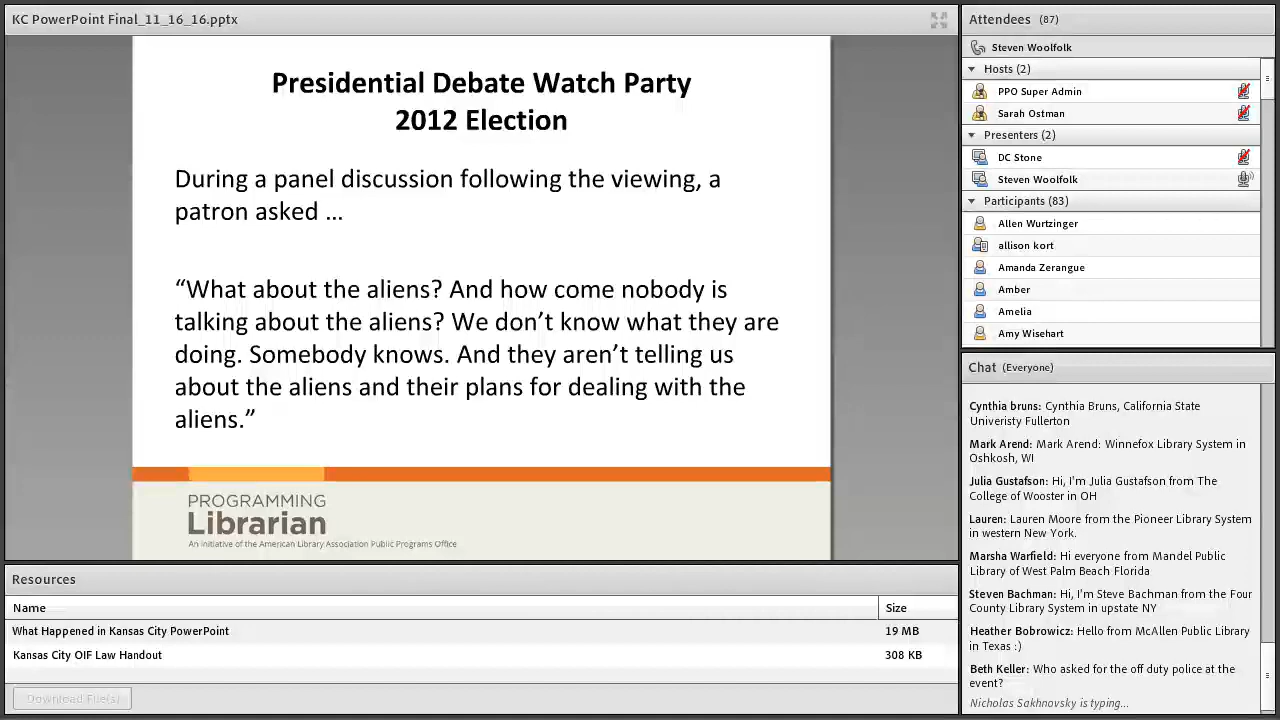 KC PowerPoint Final_11_16_16.pptx
Presidential Debate Watch Party
2012 Election
During a panel discussion following the viewing, a
patron asked …
“What about the aliens? And how come nobody is
talking about the aliens? We don’t know what they are
doing. Somebody knows. And they aren’t telling us
about the aliens and their plans for dealing with the
aliens.”
PROGRAMMING
Librarian
An Initiative of the American Library Association Public Programs Office
Resources
Name Size
What Happened in Kansas City PowerPoint 19 MB
Kansas City OIF Law Handout 308 KB
Download File(s)
Attendees (87)
Steven Woolfolk
Hosts (2)
PPO Super Admin
Sarah Ostman
Presenters (2)
DC Stone
Steven Woolfolk
Participants (83)
Allen Wurtzinger
allison kort
Amanda Zerangue
Amber
Amelia
Amy Wisehart
Chat (Everyone)
Cynthia bruns: Cynthia Bruns, California State
Univeristy Fullerton
Mark Arend: Mark Arend: Winnefox Library System in
Oshkosh, WI
Julia Gustafson: Hi, I'm Julia Gustafson from The
College of Wooster in OH
Lauren: Lauren Moore from the Pioneer Library System
in western New York.
Marsha Warfield: Hi everyone from Mandel Public
Library of West Palm Beach Florida
Steven Bachman: Hi, I'm Steve Bachman from the Four
County Library System in upstate NY
Heather Bobrowicz: Hello from McAllen Public Library
in Texas :)
Beth Keller: Who asked for the off duty police at the
event?
Nicholas Sakhnovsky is typing...